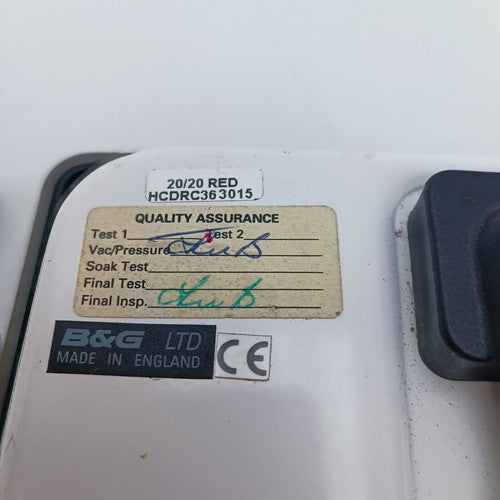 20/20 RED
HCDRC363015
QUALITY ASSURANCE
Test 1 Test 2
Vac/Pressure
Soak Test
Final Test
Final Insp.
B&G LTD
MADE IN ENGLAND
CE